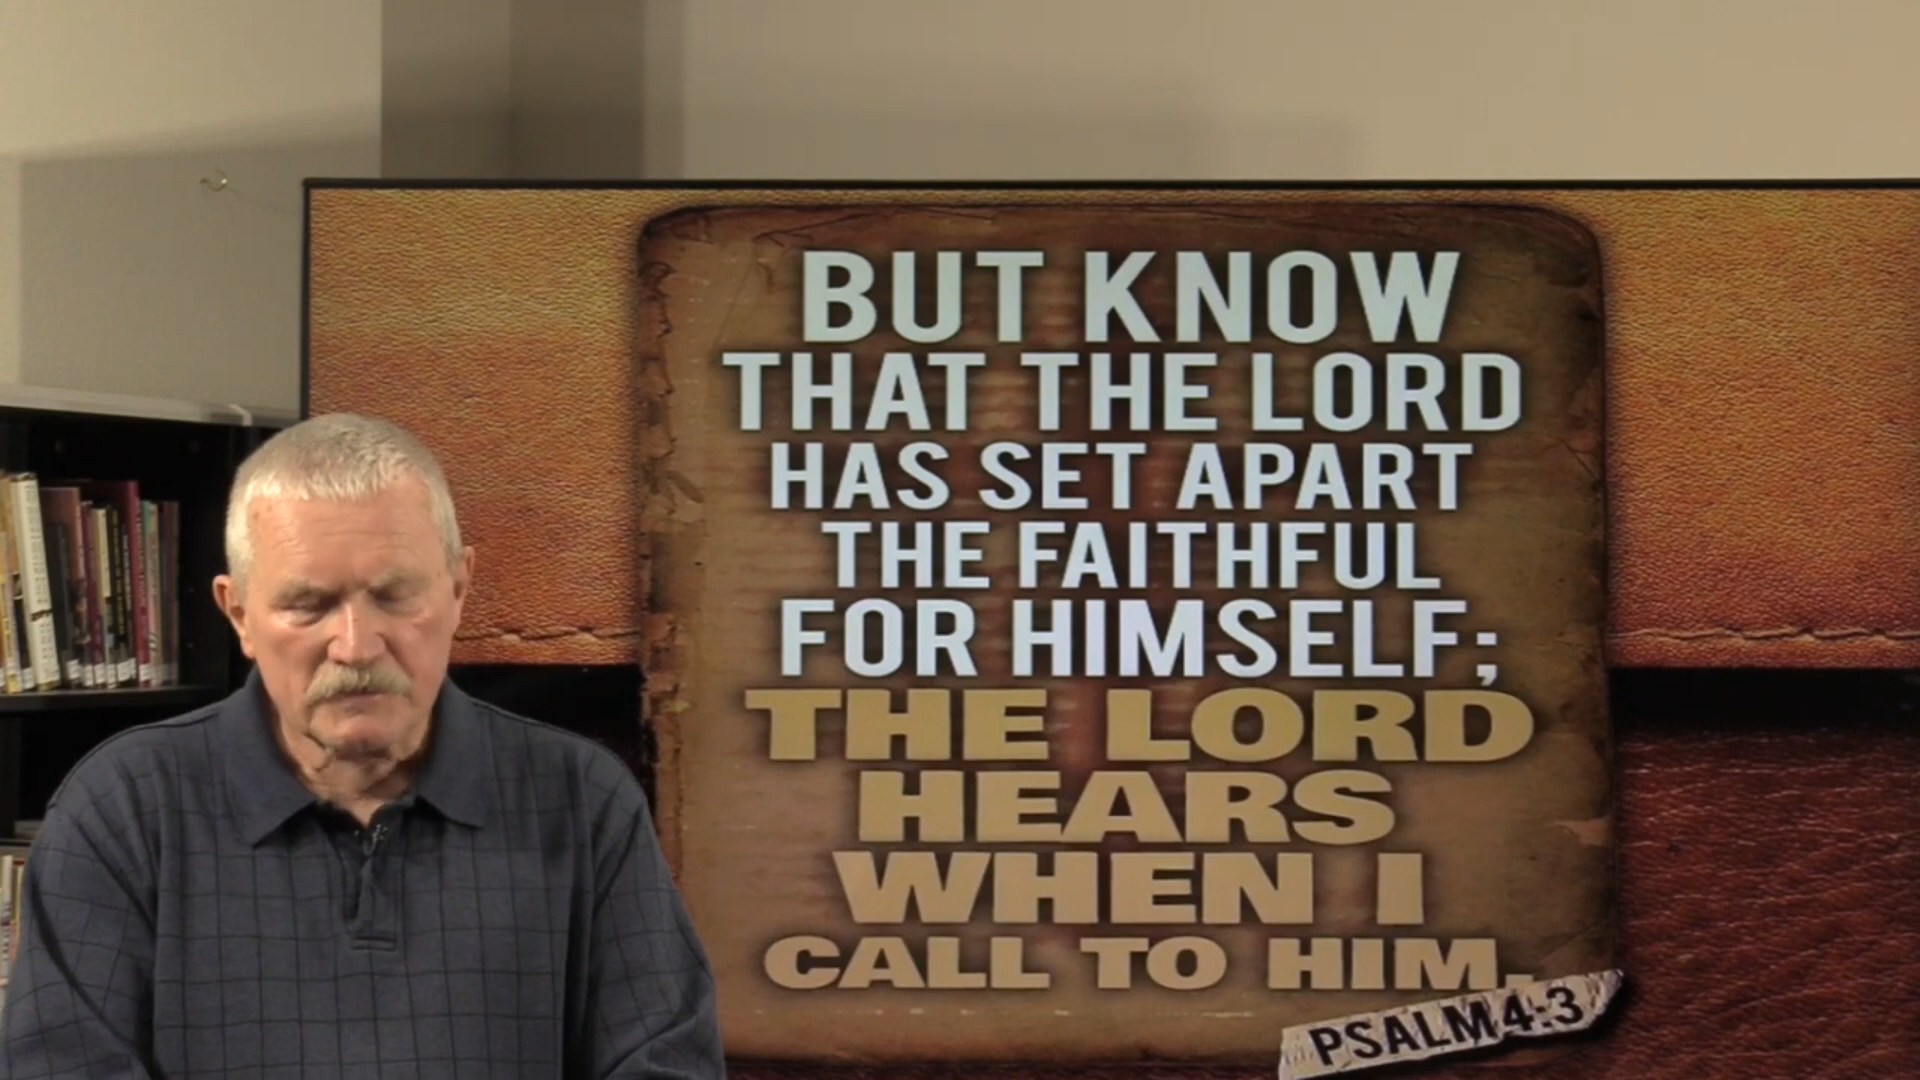 BUT KNOW
THAT THE LORD
HAS SET APART
THE FAITHFUL
FOR HIMSELF;
THE LORD
HEARS
WHEN I
CALL TO HIM.
PSALM 4:3